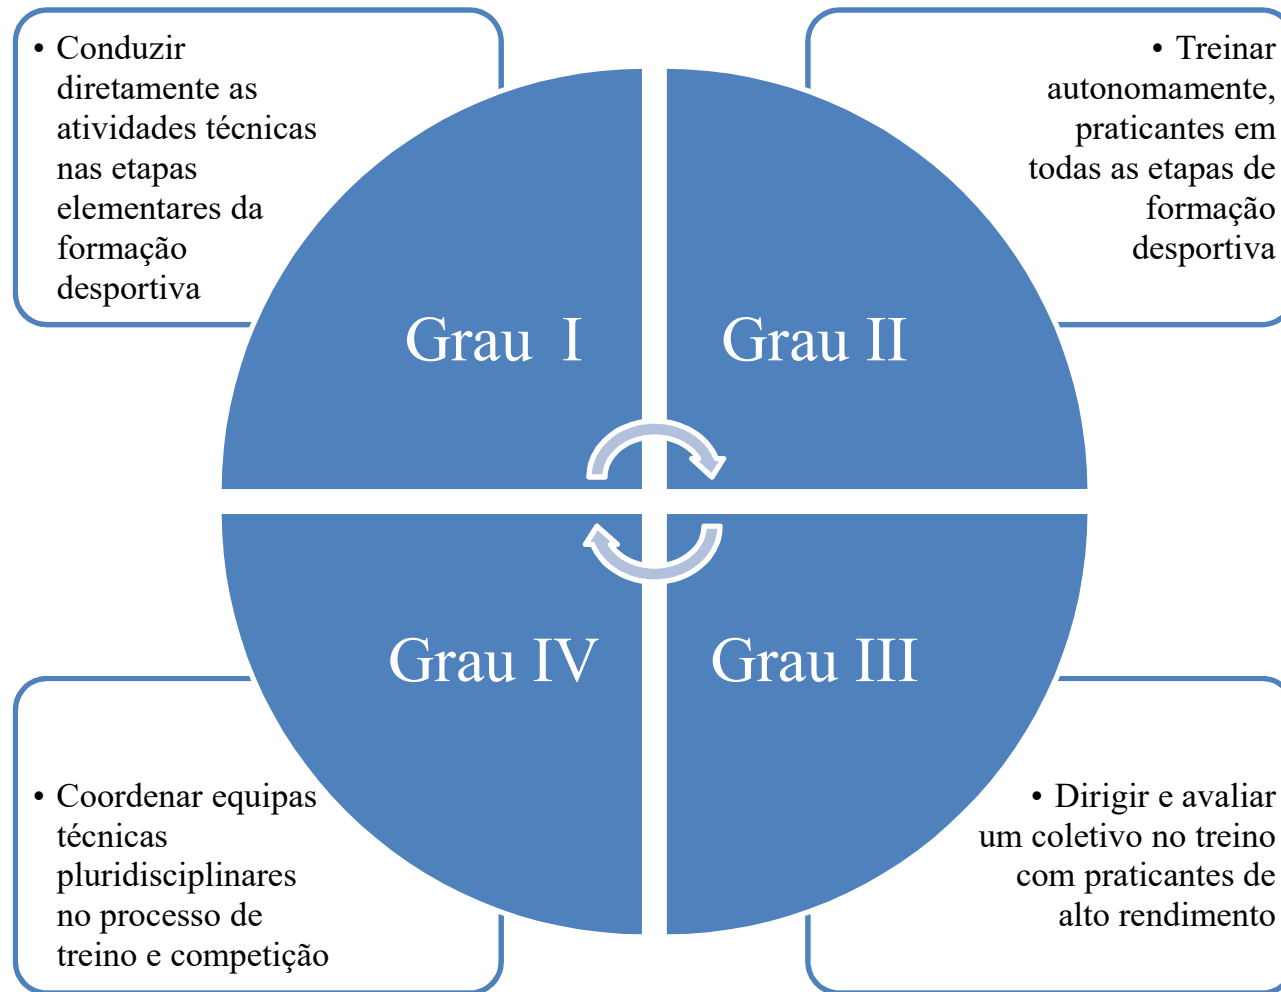 • Conduzir
diretamente as
atividades técnicas
nas etapas
elementares da
formação
desportiva
• Treinar
autonomamente,
praticantes em
todas as etapas de
formação
desportiva
Grau I
Grau II
Grau IV
Grau III
• Coordenar equipas
técnicas
pluridisciplinares
no processo de
treino e competição
• Dirigir e avaliar
um coletivo no treino
com praticantes de
alto rendimento